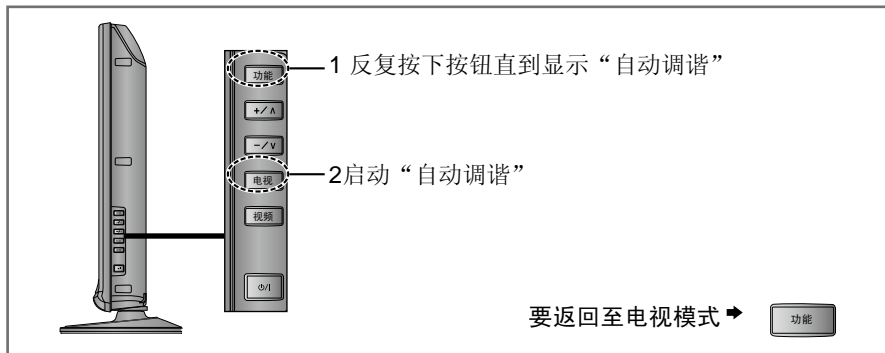 1 反复按下按钮直到显示“自动调谐”
功能
+/∧
-/∨
2启动“自动调谐”
电视
视频
⏻/I
要返回至电视模式➡
功能